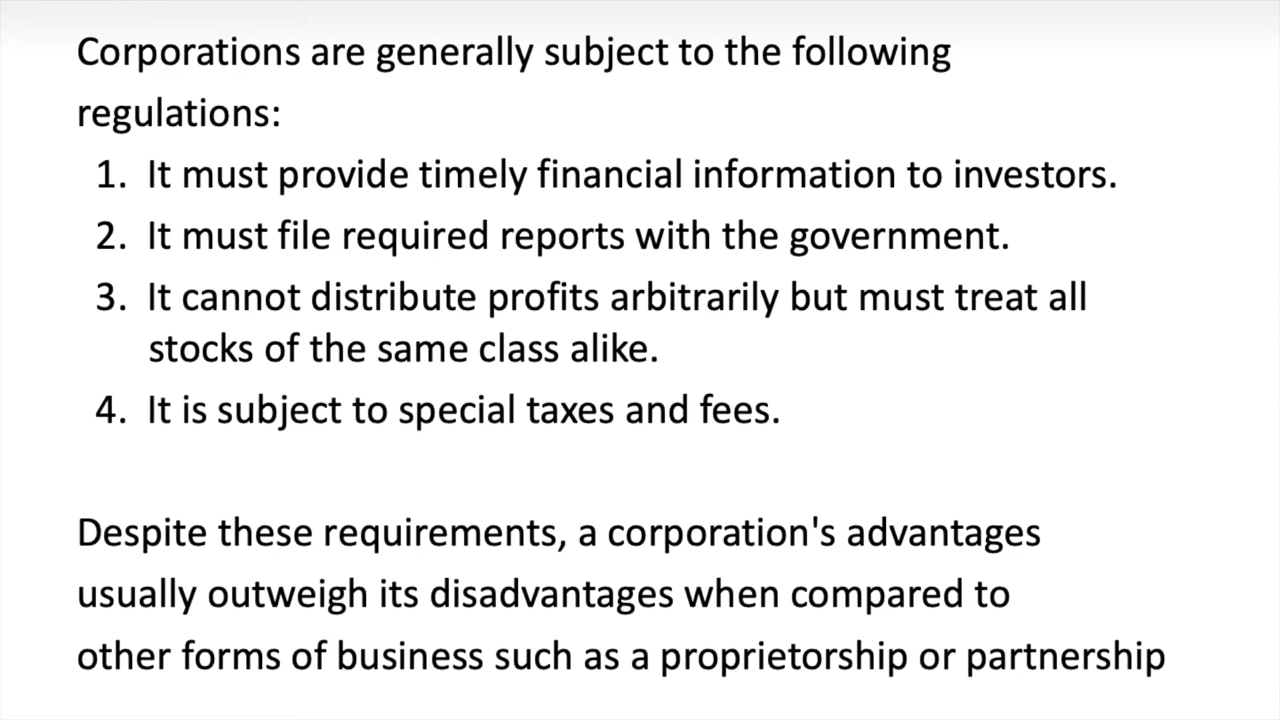 Corporations are generally subject to the following
regulations:
1. It must provide timely financial information to investors.
2. It must file required reports with the government.
3. It cannot distribute profits arbitrarily but must treat all
stocks of the same class alike.
4. It is subject to special taxes and fees.
Despite these requirements, a corporation's advantages
usually outweigh its disadvantages when compared to
other forms of business such as a proprietorship or partnership